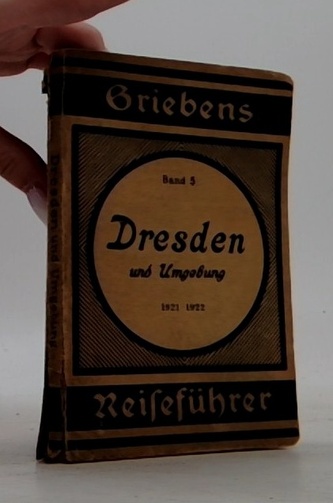 Griebens
Band 5
Dresden
und Umgebung
1921 1922
Reiſeführer